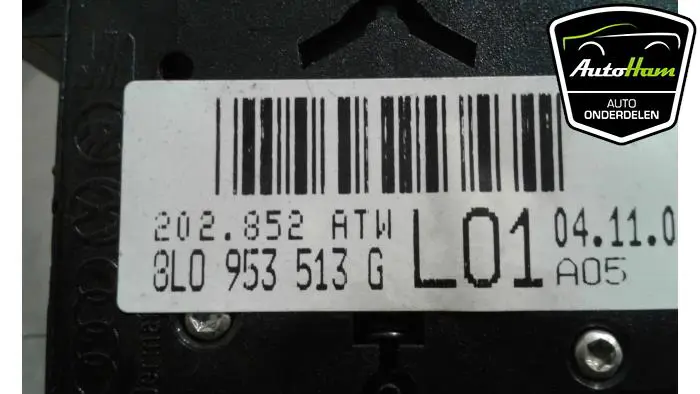 AutoHam
AUTO
ONDERDELEN
202.852 ATW
8L0 953 513 G
L01
04.11.0
A05